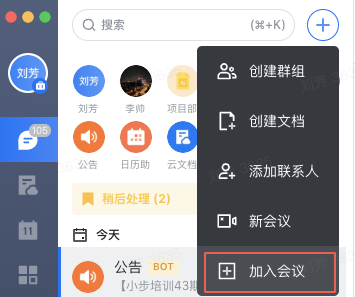 搜索 (⌘+K)
刘芳
105
11
刘芳
刘芳 李帅 项目部
公告 日历助 云文档
稍后处理 (2)
今天
公告 BOT
【小步培训43期
创建群组
创建文档
添加联系人
新会议
加入会议